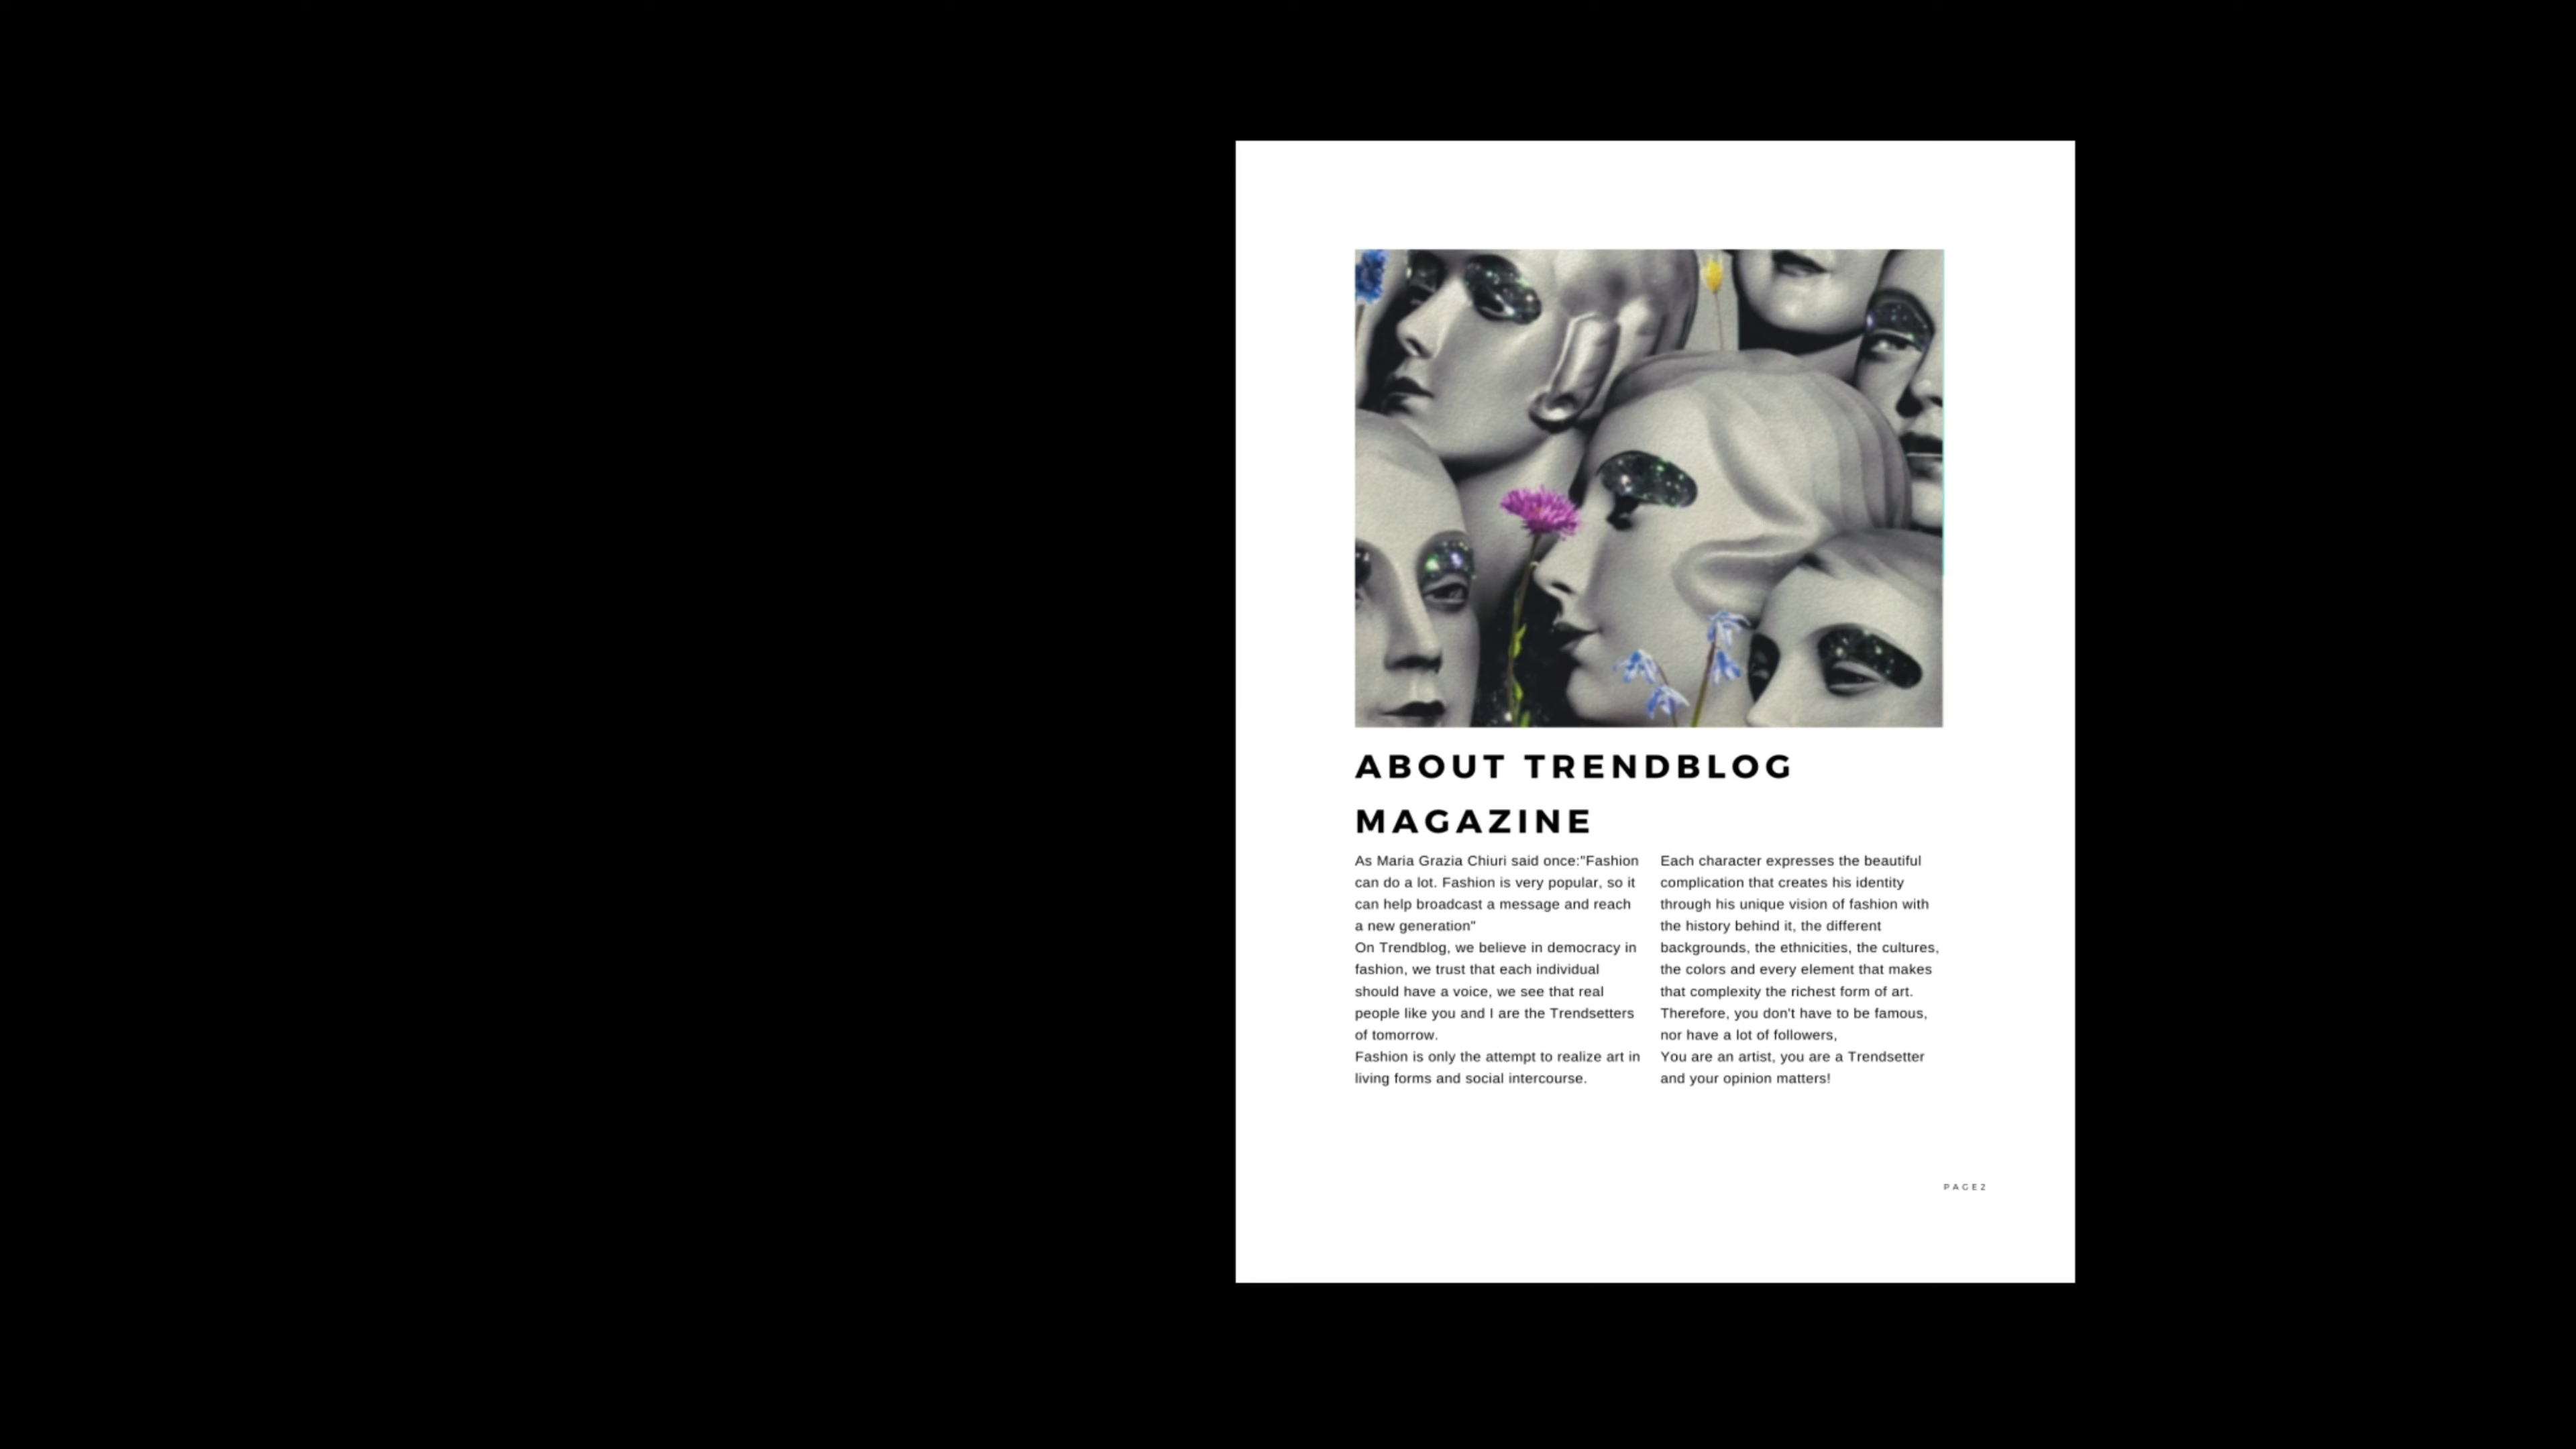 ABOUT TRENDBLOG
MAGAZINE
As Maria Grazia Chiuri said once:"Fashion
can do a lot. Fashion is very popular, so it
can help broadcast a message and reach
a new generation"
On Trendblog, we believe in democracy in
fashion, we trust that each individual
should have a voice, we see that real
people like you and I are the Trendsetters
of tomorrow.
Fashion is only the attempt to realize art in
living forms and social intercourse.
Each character expresses the beautiful
complication that creates his identity
through his unique vision of fashion with
the history behind it, the different
backgrounds, the ethnicities, the cultures,
the colors and every element that makes
that complexity the richest form of art.
Therefore, you don't have to be famous,
nor have a lot of followers,
You are an artist, you are a Trendsetter
and your opinion matters!
PAGE2